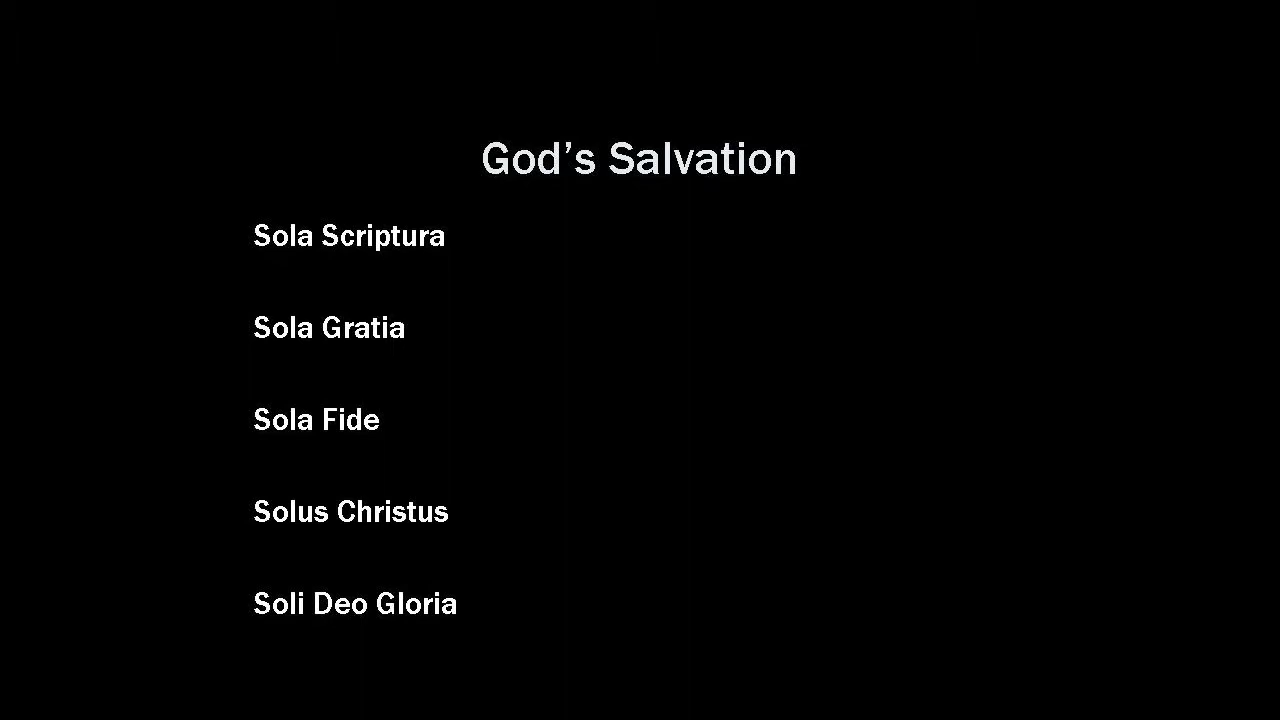 God’s Salvation
Sola Scriptura
Sola Gratia
Sola Fide
Solus Christus
Soli Deo Gloria